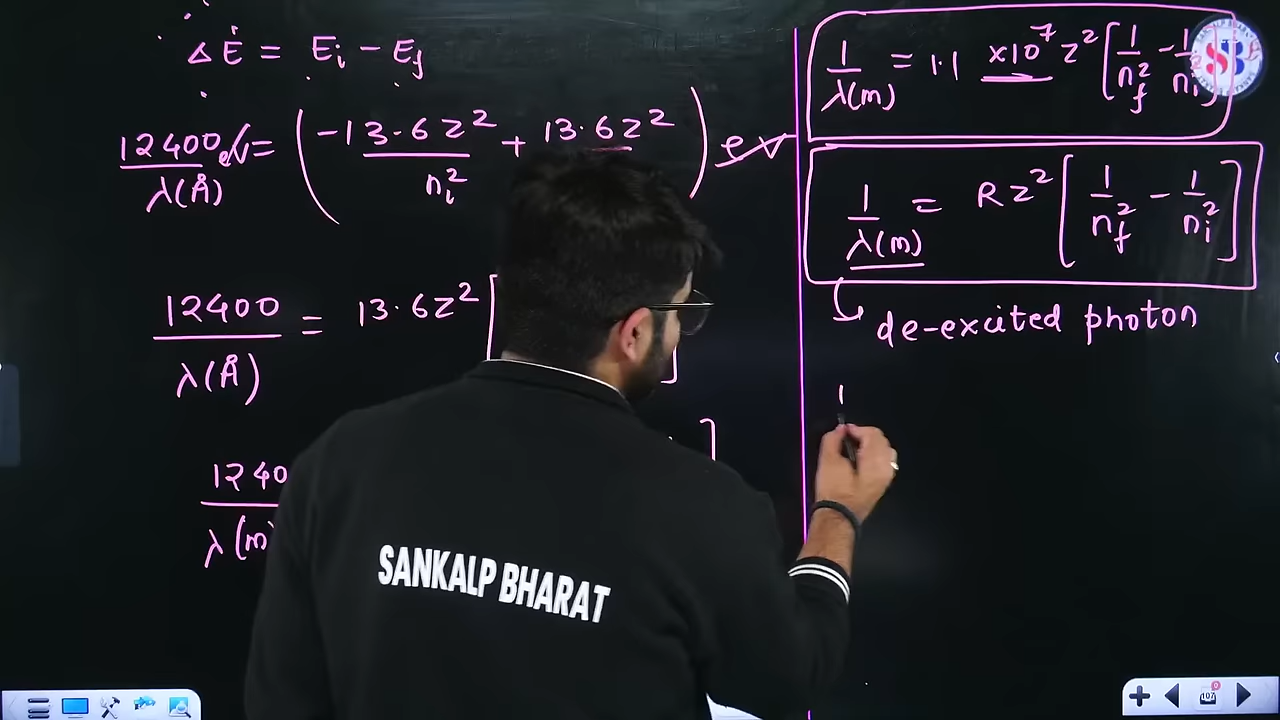 ΔE = Ei − Ef
12400 eV / λ(Å) = (−13.6 Z² / ni² + 13.6 Z² ) eV
12400 / λ(Å) = 13.6 Z² [ ]
1240 / λ(m) ]
1/λ(m) = 1.1 ×10⁷ Z² [1/nf² − 1/ni²]
1/λ(m) = R Z² [1/nf² − 1/ni²]
de-excited photon
SANKALP BHARAT